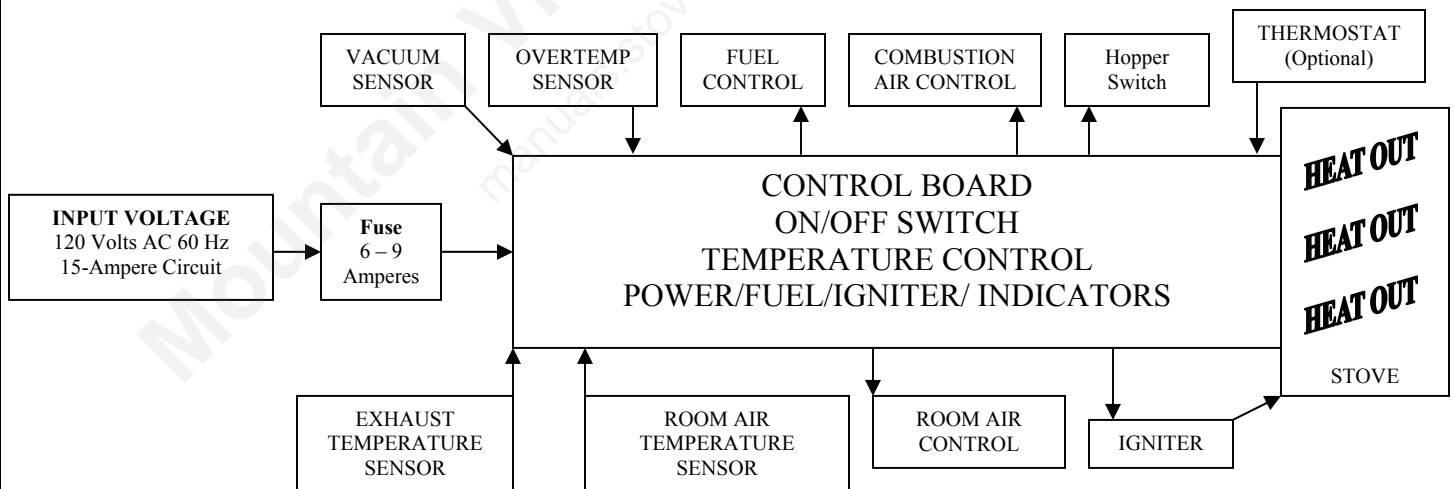 VACUUM
SENSOR
OVERTEMP
SENSOR
FUEL
CONTROL
COMBUSTION
AIR CONTROL
Hopper
Switch
THERMOSTAT
(Optional)
INPUT VOLTAGE
120 Volts AC 60 Hz
15-Ampere Circuit
Fuse
6 – 9
Amperes
CONTROL BOARD
ON/OFF SWITCH
TEMPERATURE CONTROL
POWER/FUEL/IGNITER/ INDICATORS
HEAT OUT
HEAT OUT
HEAT OUT
STOVE
EXHAUST
TEMPERATURE
SENSOR
ROOM AIR
TEMPERATURE
SENSOR
ROOM AIR
CONTROL
IGNITER
Mountain